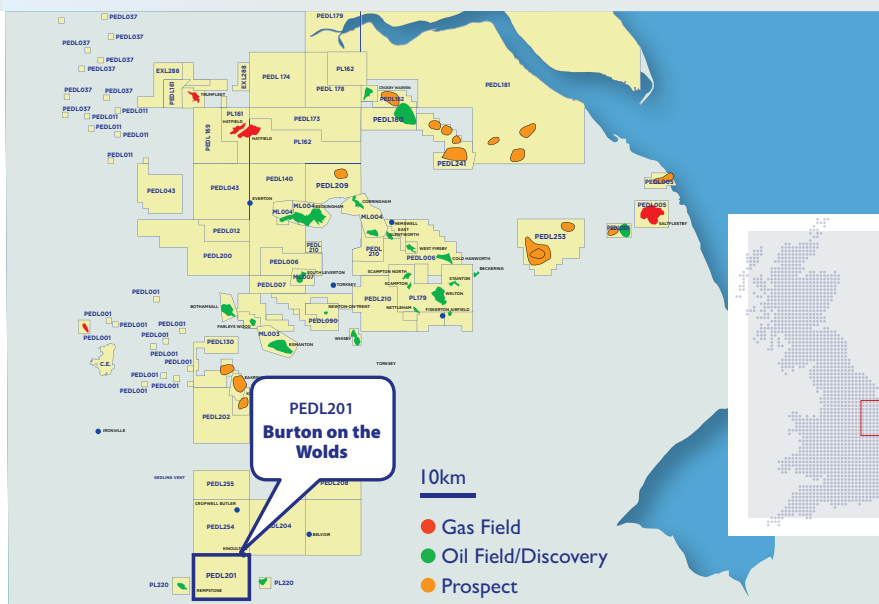 PEDL179
PEDL037
PEDL037
PEDL037
PEDL037
PEDL037
PEDL037
PEDL037
PEDL037
PEDL011
PEDL011
PEDL011
PEDL011
EXL288
EXL288
PEDL161
TRUMFLEET
PEDL 174
PL162
PEDL 178
CROSBY WARREN
PEDL182
PEDL180
PEDL181
PL161
HATFIELD
HATFIELD
PEDL 169
PEDL173
PL162
PEDL241
PEDL043
PEDL043
PEDL140
PEDL209
EVERTON
ML004
ML004
BECKINGHAM
CORRINGHAM
ML004
HEMSWELL
EAST
GLENTWORTH
PEDL005
PEDL005
SALTFLEETBY
PEDL253
PEDL012
PEDL200
PEDL
210
PEDL006
PEDL
210
WEST FIRSBY
PEDL006
COLD HANWORTH
BECKERING
SOUTH LEVERTON
ML007
PEDL007
TORKSEY
SCAMPTON NORTH
SCAMPTON
STAINTON
PEDL210
PL179
WELTON
NETTLEHAM
FISKERTON AIRFIELD
BOTHAMSALL
FARLEYS WOOD
NEWTON-ON-TRENT
PEDL090
WHISBY
ML003
EGMANTON
PEDL130
TORKSEY
PEDL001
PEDL001
PEDL001
PEDL001
PEDL001
PEDL001
PEDL001
PEDL001
PEDL001
PEDL001
C.E.
PEDL202
IRONVILLE
PEDL201
Burton on the
Wolds
GEDLING VENT
PEDL255
PEDL208
CROPWELL BUTLER
PEDL254
BELVOIR
PEDL201
REMPSTONE
PL220
PL220
10km
Gas Field
Oil Field/Discovery
Prospect